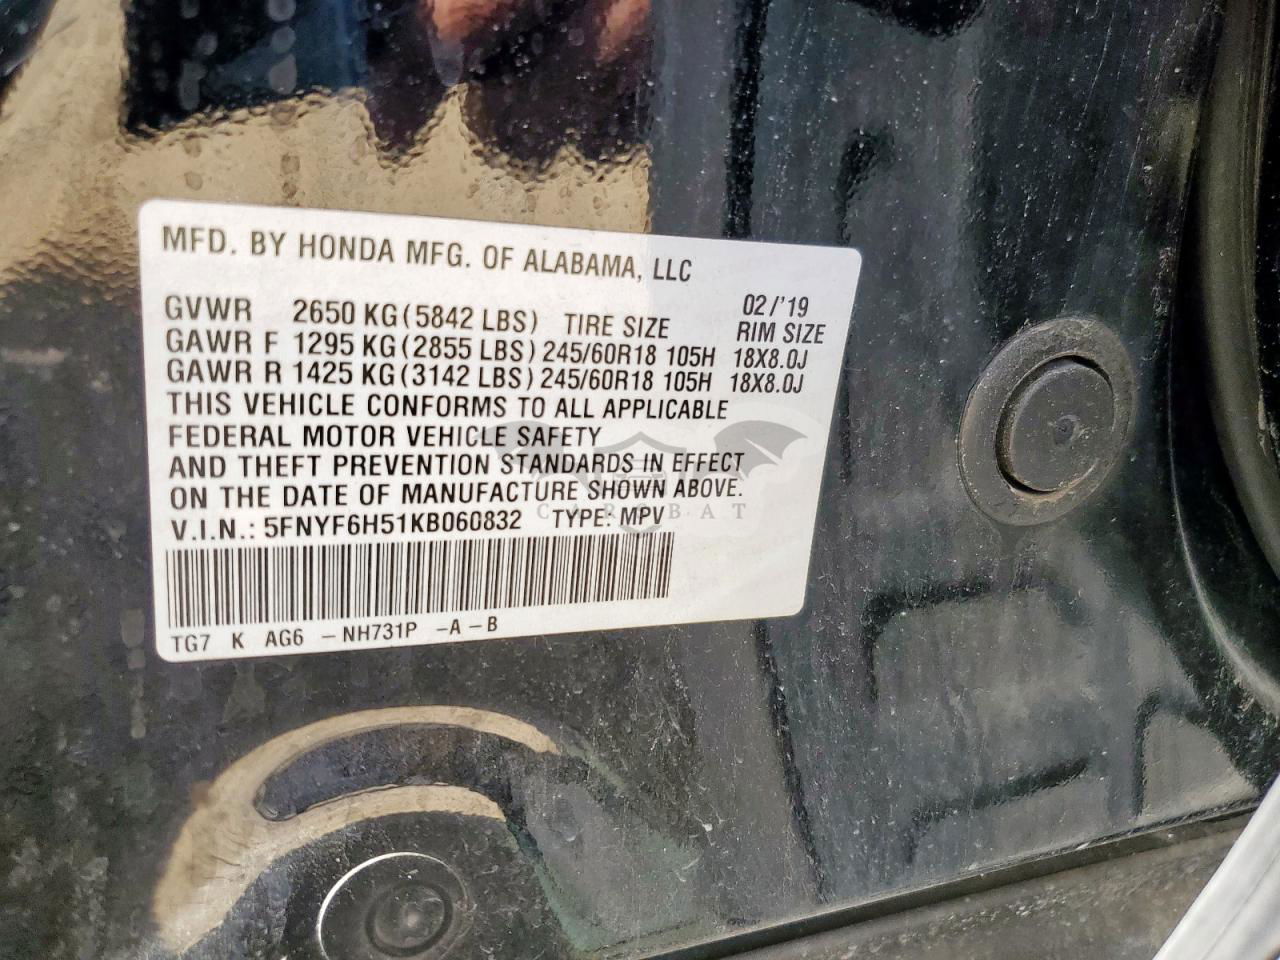 MFD. BY HONDA MFG. OF ALABAMA, LLC
02/'19
GVWR 2650 KG(5842 LBS) TIRE SIZE RIM SIZE
GAWR F 1295 KG(2855 LBS) 245/60R18 105H 18X8.0J
GAWR R 1425 KG(3142 LBS) 245/60R18 105H 18X8.0J
THIS VEHICLE CONFORMS TO ALL APPLICABLE
FEDERAL MOTOR VEHICLE SAFETY
AND THEFT PREVENTION STANDARDS IN EFFECT
ON THE DATE OF MANUFACTURE SHOWN ABOVE.
V.I.N.: 5FNYF6H51KB060832 TYPE: MPV
TG7 K AG6 -NH731P -A-B
CAROBAT